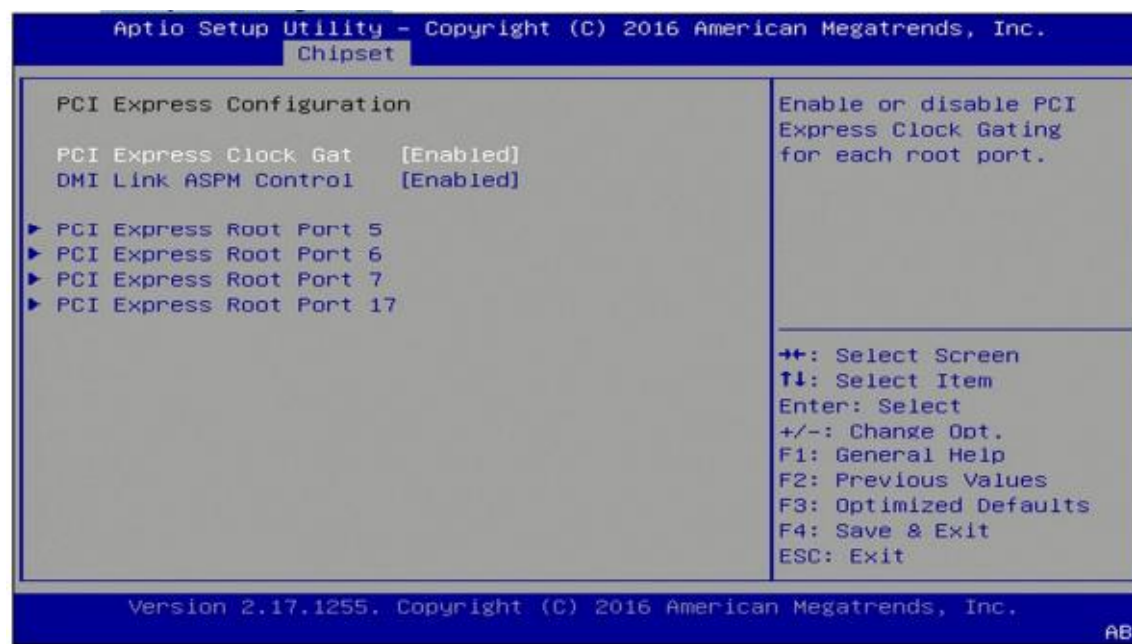 Aptio Setup Utility – Copyright (C) 2016 American Megatrends, Inc.
Chipset
PCI Express Configuration
PCI Express Clock Gat [Enabled]
DMI Link ASPM Control [Enabled]
► PCI Express Root Port 5
► PCI Express Root Port 6
► PCI Express Root Port 7
► PCI Express Root Port 17
Enable or disable PCI
Express Clock Gating
for each root port.
→←: Select Screen
↑↓: Select Item
Enter: Select
+/-: Change Opt.
F1: General Help
F2: Previous Values
F3: Optimized Defaults
F4: Save & Exit
ESC: Exit
Version 2.17.1255. Copyright (C) 2016 American Megatrends, Inc.
AB